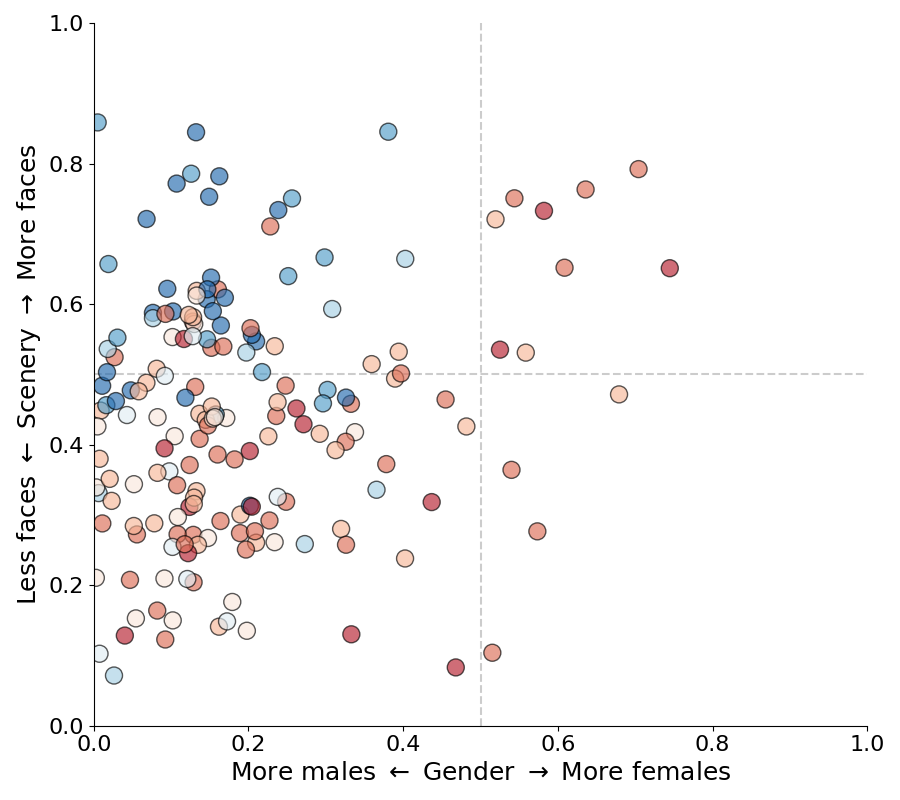 1.0
0.8
0.6
0.4
0.2
0.0
Less faces ← Scenery → More faces
0.0 0.2 0.4 0.6 0.8 1.0
More males ← Gender → More females